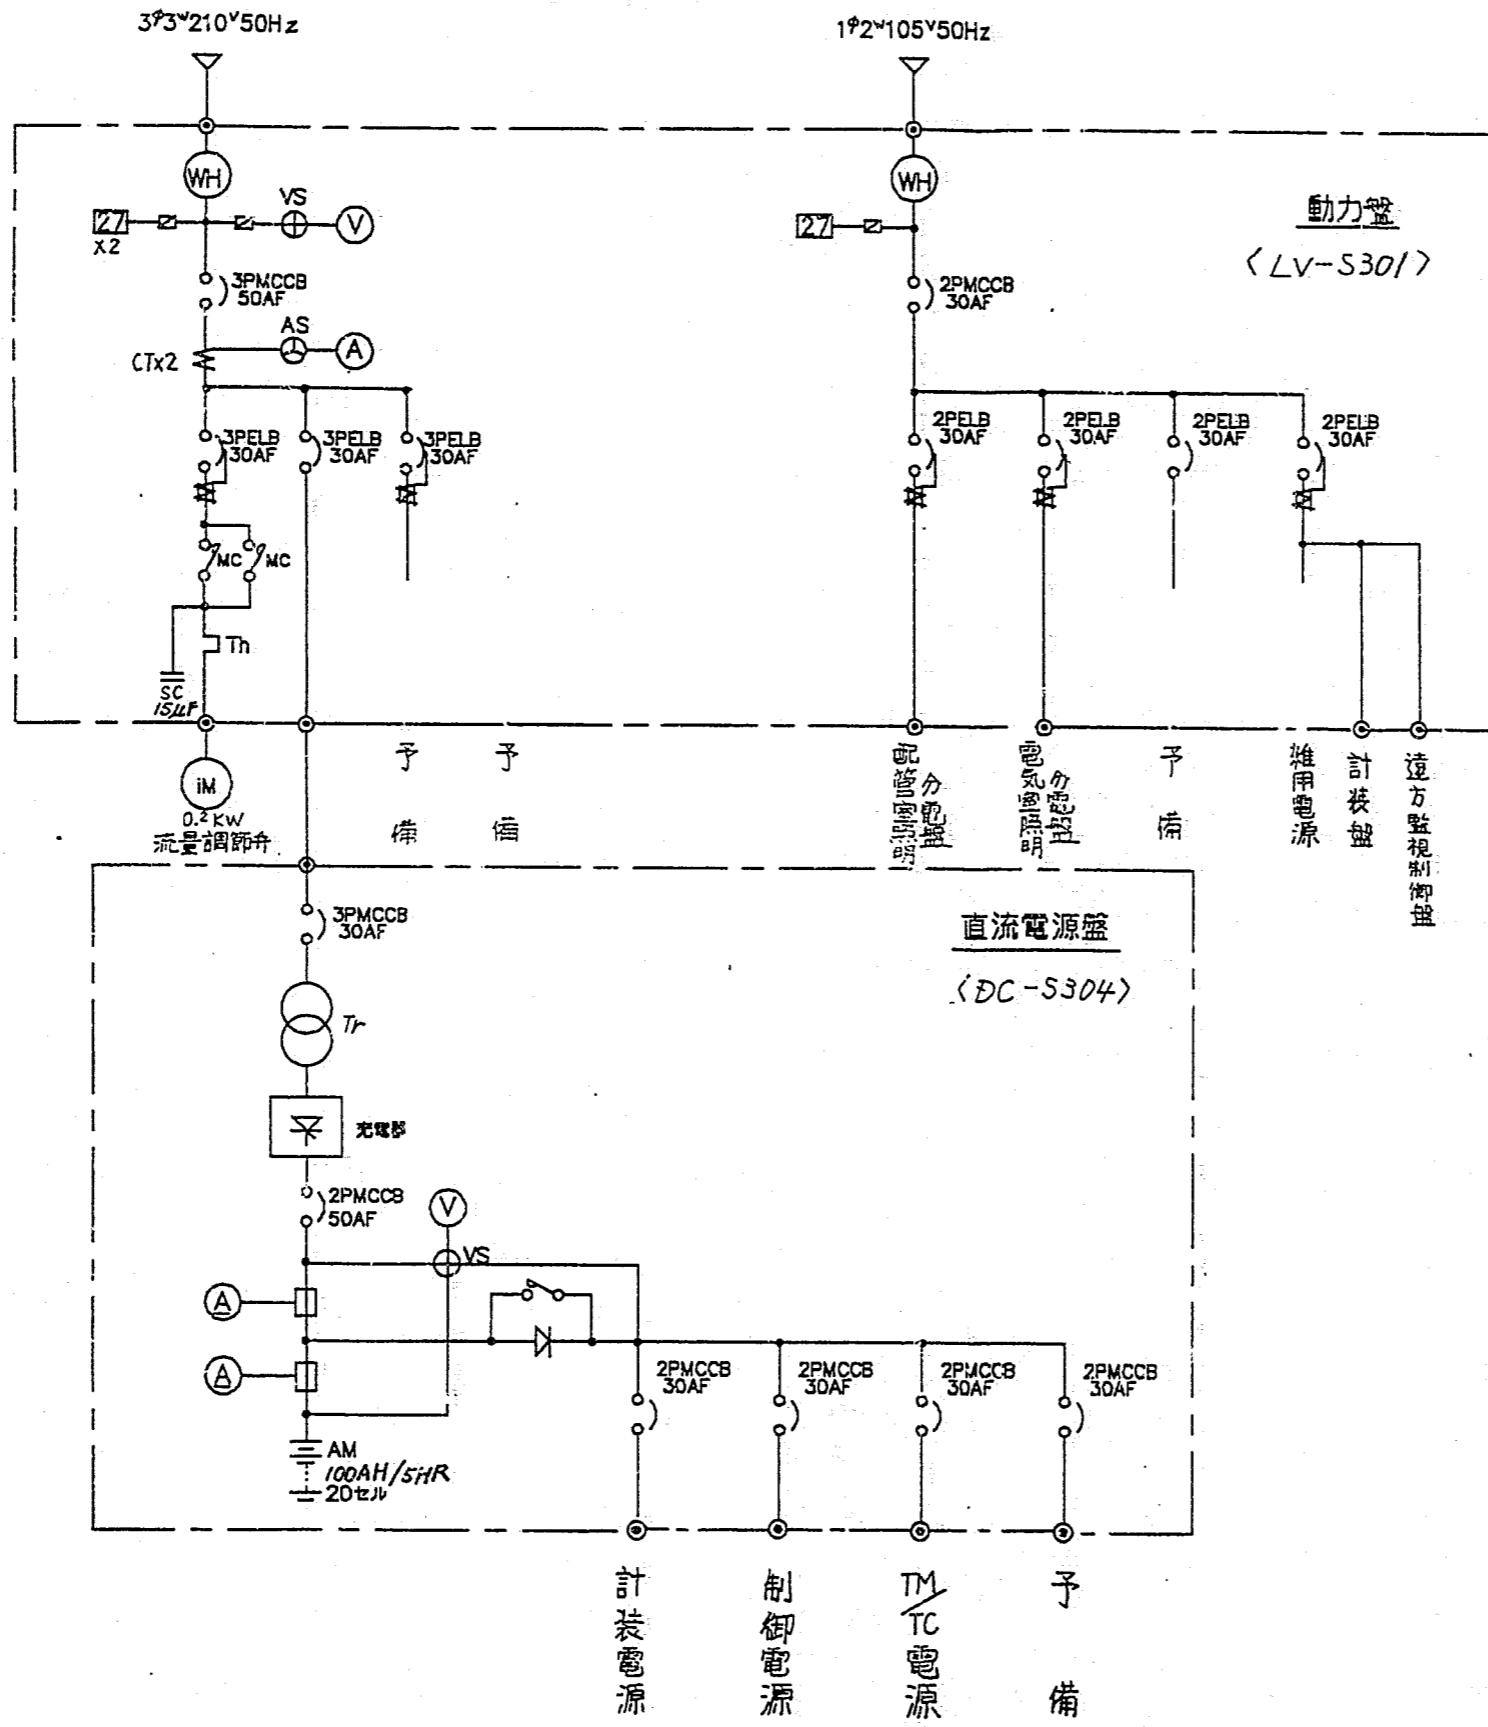 3φ3W210V50Hz
1φ2W105V50Hz
WH
WH
27
X2
VS
V
27
動力盤
〈LV-S301〉
3PMCCB
50AF
2PMCCB
30AF
AS
A
CTx2
3PELB
30AF
3PELB
30AF
3PELB
30AF
2PELB
30AF
2PELB
30AF
2PELB
30AF
2PELB
30AF
MC
MC
Th
SC
15μF
iM
0.2KW
流量調節弁
予備
予備
配管室照明
分電盤
電気室照明
分電盤
予備
雑用電源
計装盤
遠方監視制御盤
3PMCCB
30AF
直流電源盤
〈DC-S304〉
Tr
充電器
2PMCCB
50AF
V
VS
A
A
2PMCCB
30AF
2PMCCB
30AF
2PMCCB
30AF
2PMCCB
30AF
AM
100AH/5HR
20セル
計装電源
制御電源
TM/TC電源
予備